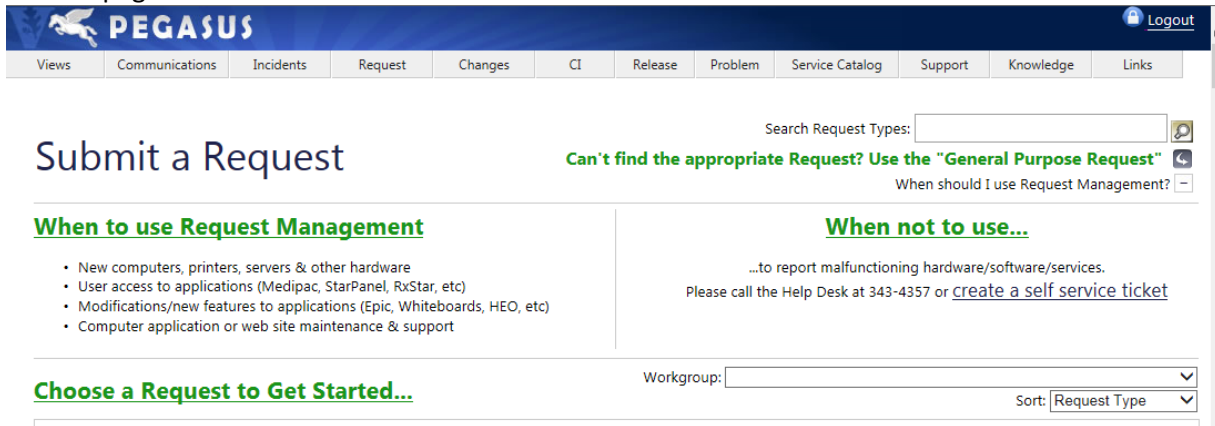 PEGASUS
Logout
Views Communications Incidents Request Changes CI Release Problem Service Catalog Support Knowledge Links
Search Request Types:
Submit a Request
Can't find the appropriate Request? Use the "General Purpose Request"
When should I use Request Management?
When to use Request Management
• New computers, printers, servers & other hardware
• User access to applications (Medipac, StarPanel, RxStar, etc)
• Modifications/new features to applications (Epic, Whiteboards, HEO, etc)
• Computer application or web site maintenance & support
When not to use...
...to report malfunctioning hardware/software/services.
Please call the Help Desk at 343-4357 or create a self service ticket
Choose a Request to Get Started...
Workgroup:
Sort: Request Type